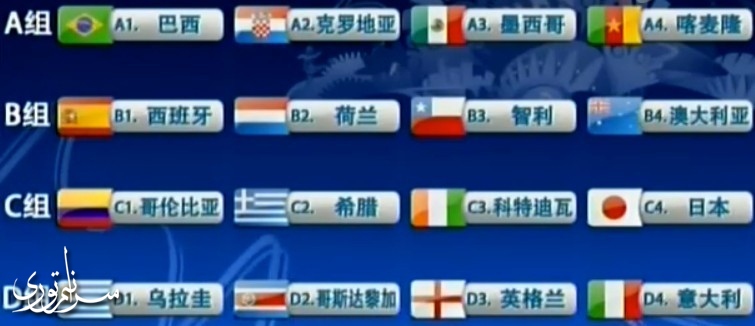 A组 A1. 巴西 A2.克罗地亚 A3. 墨西哥 A4. 喀麦隆
B组 B1. 西班牙 B2. 荷兰 B3. 智利 B4.澳大利亚
C组 C1.哥伦比亚 C2. 希腊 C3.科特迪瓦 C4. 日本
D D1. 乌拉圭 D2.哥斯达黎加 D3. 英格兰 D4. 意大利